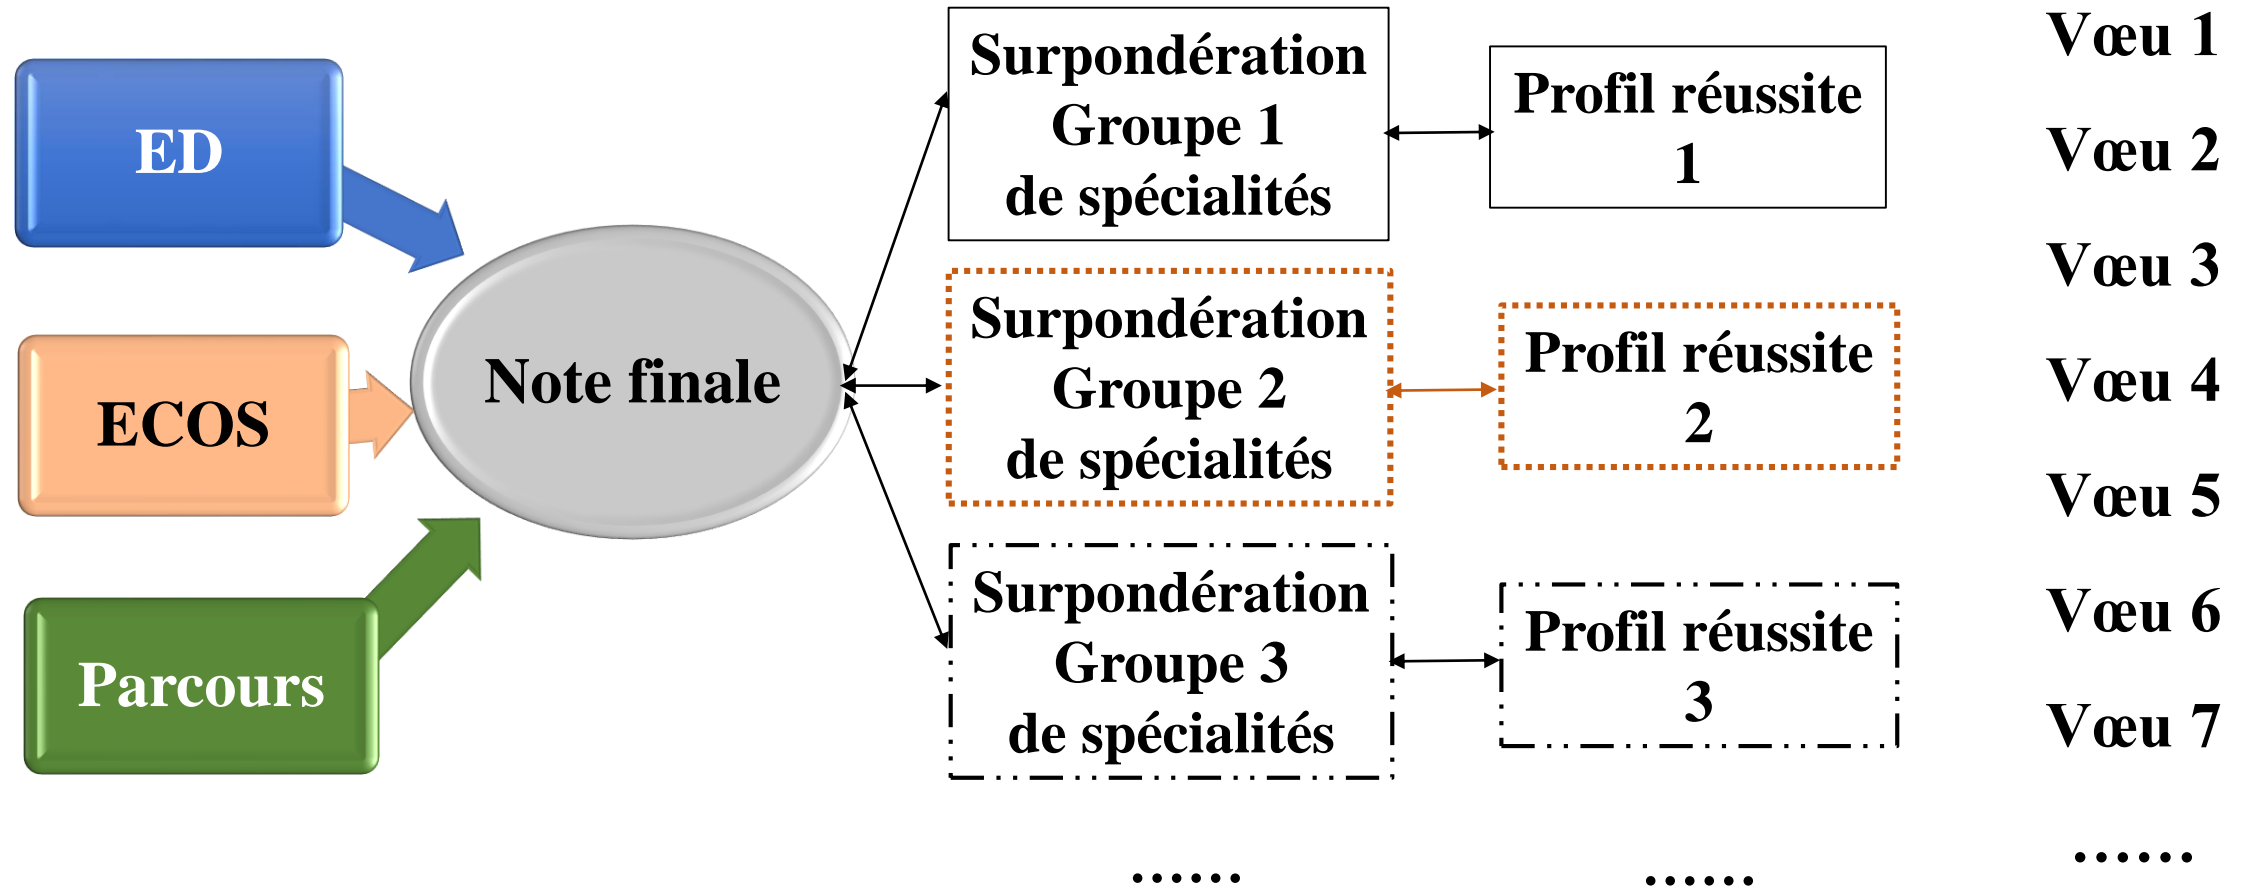 ED
ECOS
Parcours
Note finale
Surpondération
Groupe 1
de spécialités
Surpondération
Groupe 2
de spécialités
Surpondération
Groupe 3
de spécialités
......
Profil réussite
1
Profil réussite
2
Profil réussite
3
......
Vœu 1
Vœu 2
Vœu 3
Vœu 4
Vœu 5
Vœu 6
Vœu 7
......